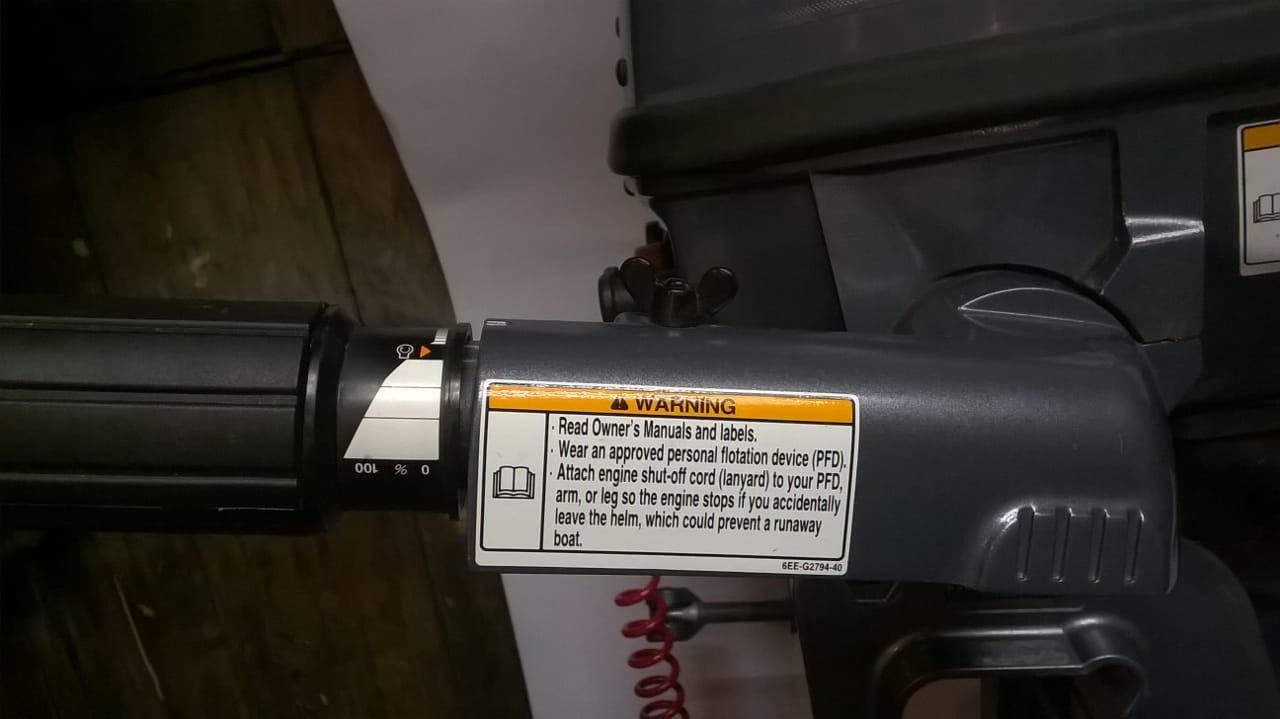 WARNING
· Read Owner's Manuals and labels.
· Wear an approved personal flotation device (PFD).
· Attach engine shut-off cord (lanyard) to your PFD,
arm, or leg so the engine stops if you accidentally
leave the helm, which could prevent a runaway
boat.
6EE-G2794-40
0 % 100